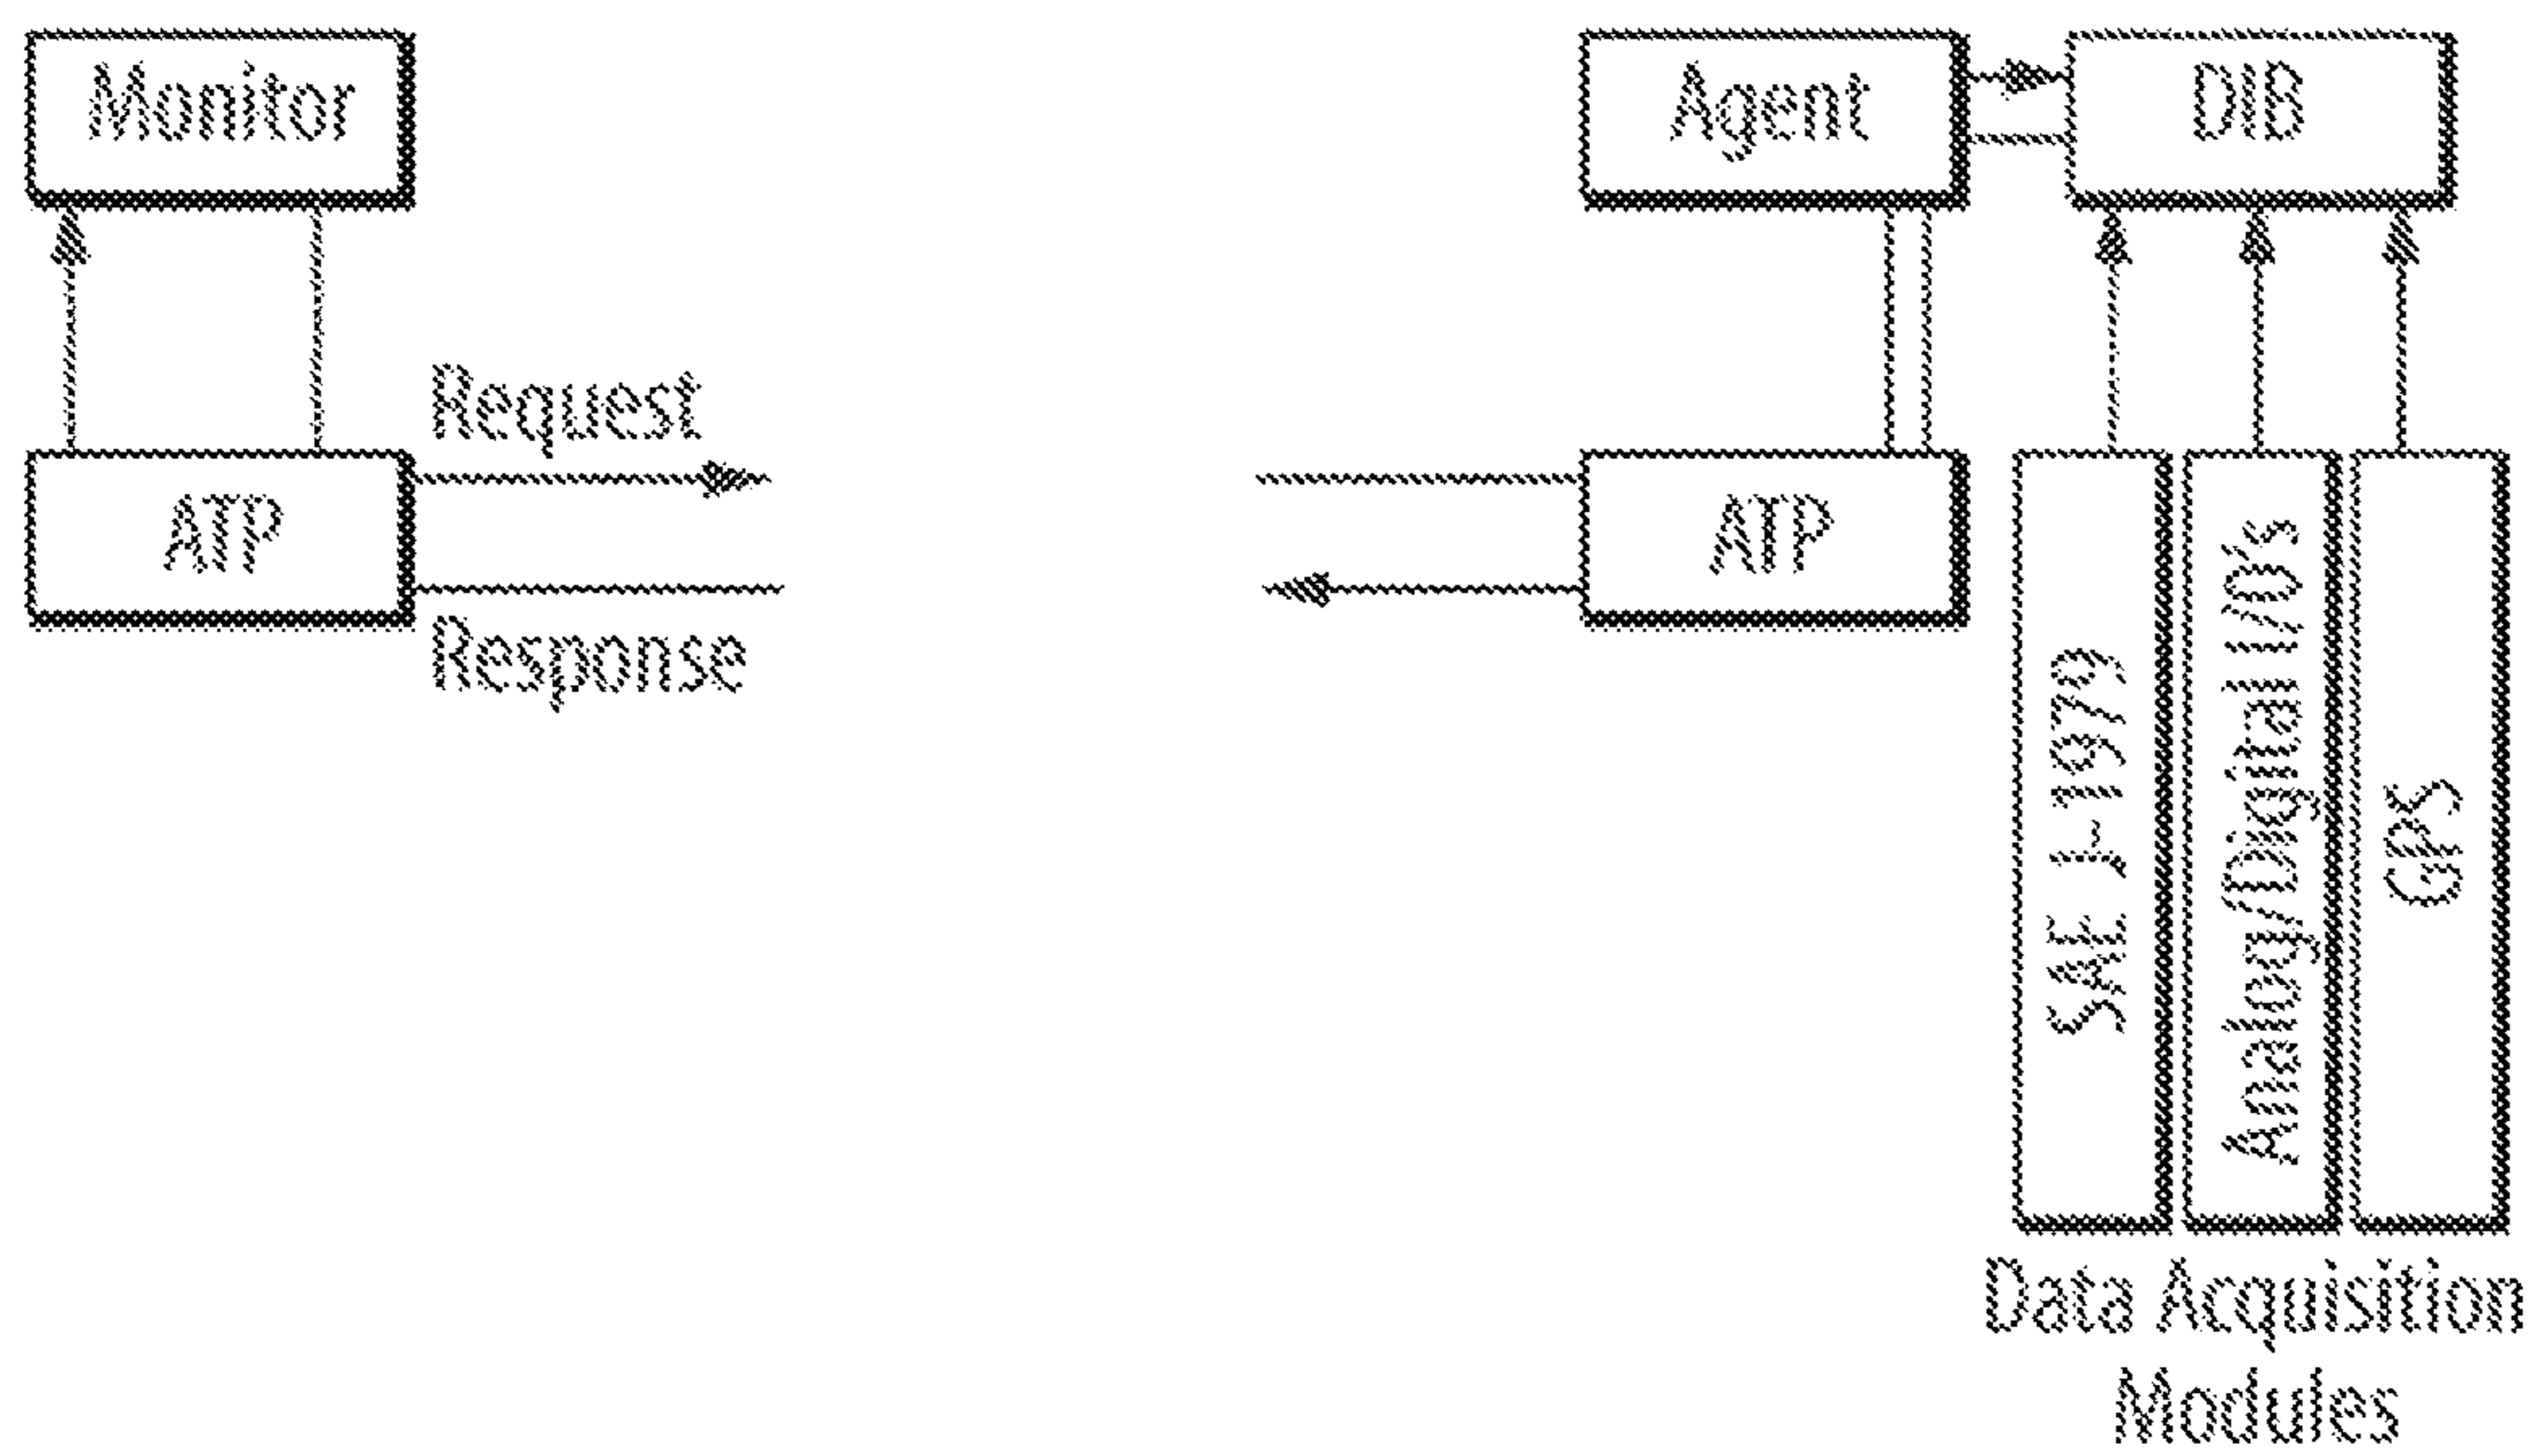 Monitor
Agent
DIB
Request
ATP
ATP
Response
SAE J-1979
Analog/Digital I/O's
GPS
Data Acquisition
Modules